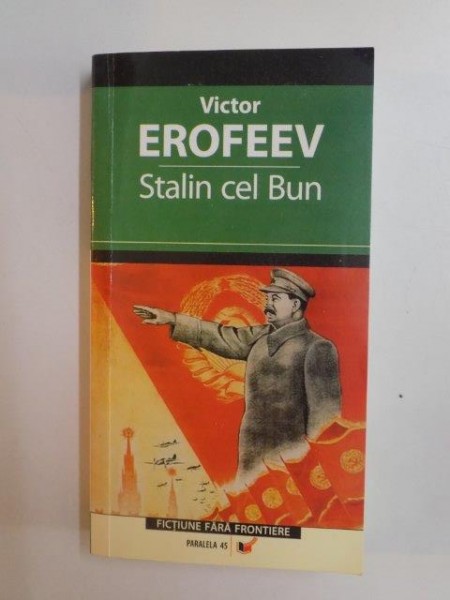 Victor
EROFEEV
Stalin cel Bun
FICȚIUNE FĂRĂ FRONTIERE
PARALELA 45